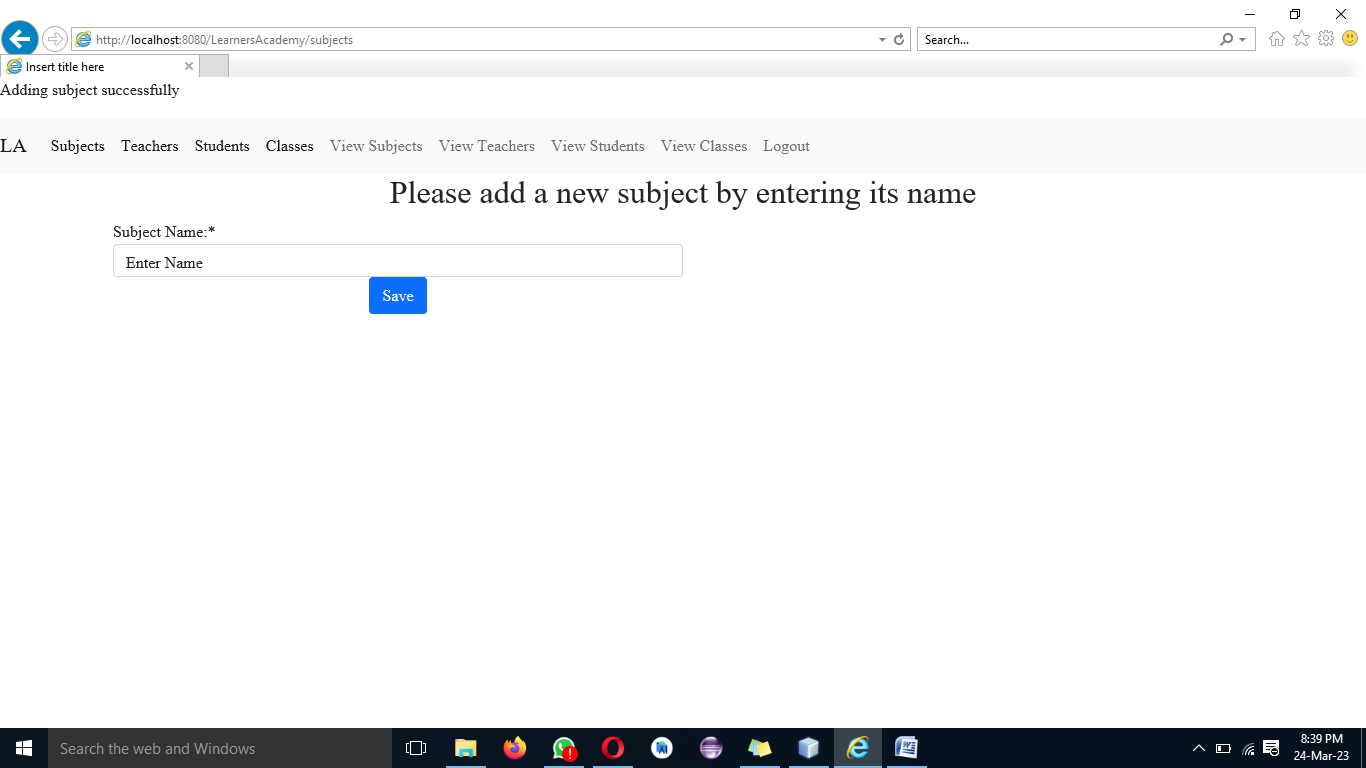 http://localhost:8080/LearnersAcademy/subjects
Search...
Insert title here
Adding subject successfully
LA Subjects Teachers Students Classes View Subjects View Teachers View Students View Classes Logout
Please add a new subject by entering its name
Subject Name:*
Enter Name
Save
Search the web and Windows
8:39 PM
24-Mar-23